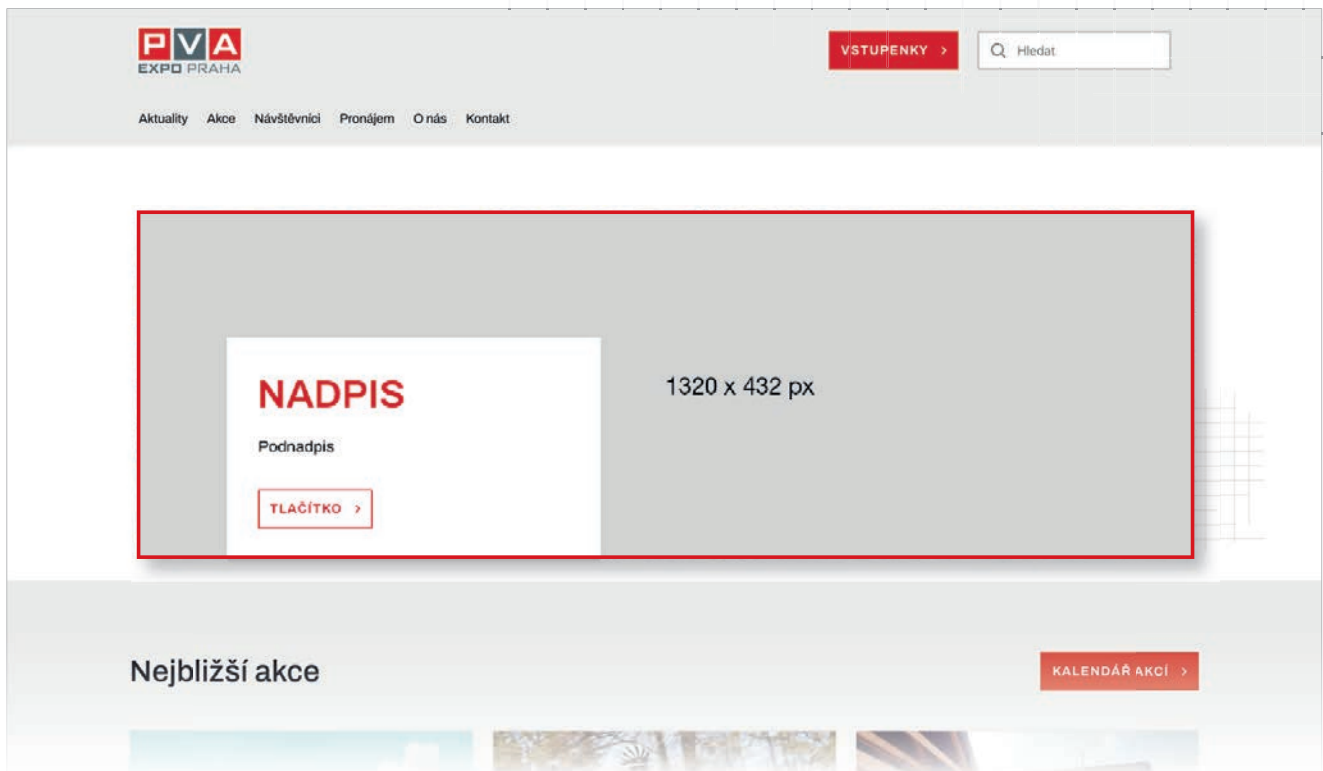 PVA
EXPO PRAHA
VSTUPENKY >
Hledat
Aktuality Akce Návštěvníci Pronájem O nás Kontakt
NADPIS
1320 x 432 px
Podnadpis
TLAČÍTKO >
Nejbližší akce
KALENDÁŘ AKCÍ >